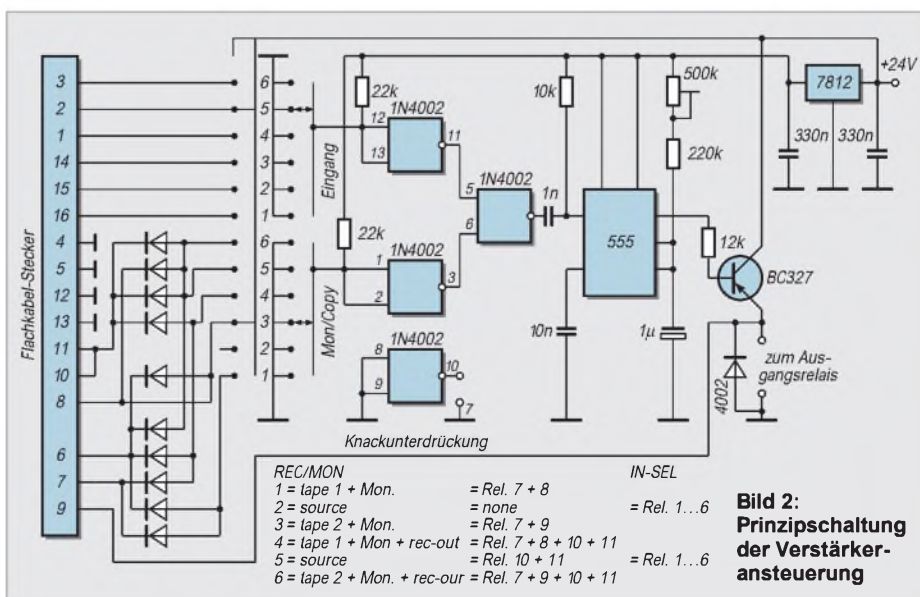 Flachkabel-Stecker
3
2
1
14
15
16
4
5
12
13
11
10
8
6
7
9
6
5
4
3
2
1
Eingang
6
5
4
3
2
1
Mon/Copy
22k
1N4002
12
13
11
22k
1N4002
1
2
3
1N4002
5
6
1N4002
8
9
10
7
Knackunterdrückung
1n
10k
555
10n
500k
220k
1µ
12k
BC327
7812
+24V
330n
330n
4002
zum Aus-
gangsrelais
REC/MON IN-SEL
1 = tape 1 + Mon. = Rel. 7 + 8
2 = source = none = Rel. 1...6
3 = tape 2 + Mon. = Rel. 7 + 9
4 = tape 1 + Mon + rec-out = Rel. 7 + 8 + 10 + 11
5 = source = Rel. 10 + 11 = Rel. 1...6
6 = tape 2 + Mon. + rec-our = Rel. 7 + 9 + 10 + 11
Bild 2:
Prinzipschaltung
der Verstärker-
ansteuerung